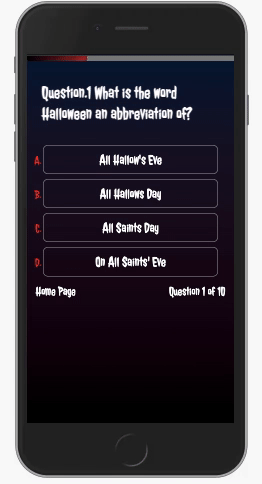 Question.1 What is the word
Halloween an abbreviation of?
A. All Hallow's Eve
B. All Hallows Day
C. All Saints Day
D. On All Saints' Eve
Home Page Question 1 of 10